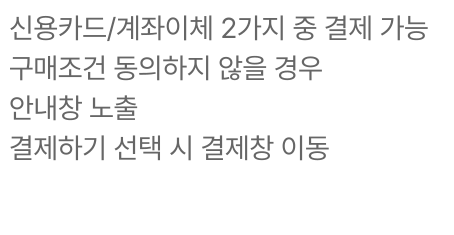 신용카드/계좌이체 2가지 중 결제 가능
구매조건 동의하지 않을 경우
안내창 노출
결제하기 선택 시 결제창 이동